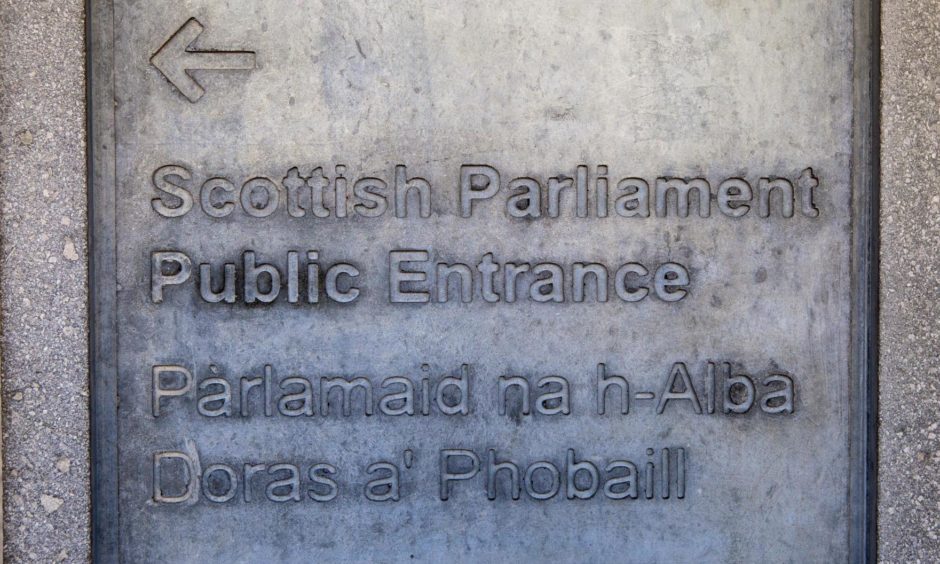 Scottish Parliament
Public Entrance
Pàrlamaid na h-Alba
Doras a' Phobaill